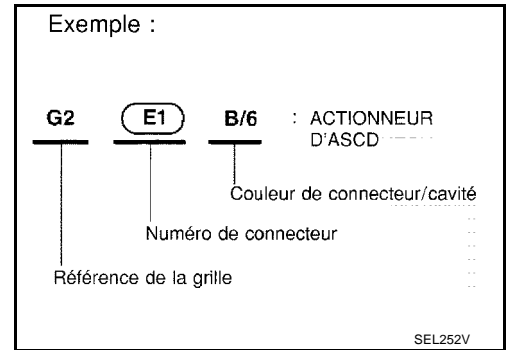 Exemple :
G2 E1 B/6 : ACTIONNEUR
D'ASCD
Couleur de connecteur/cavité
Numéro de connecteur
Référence de la grille
SEL252V